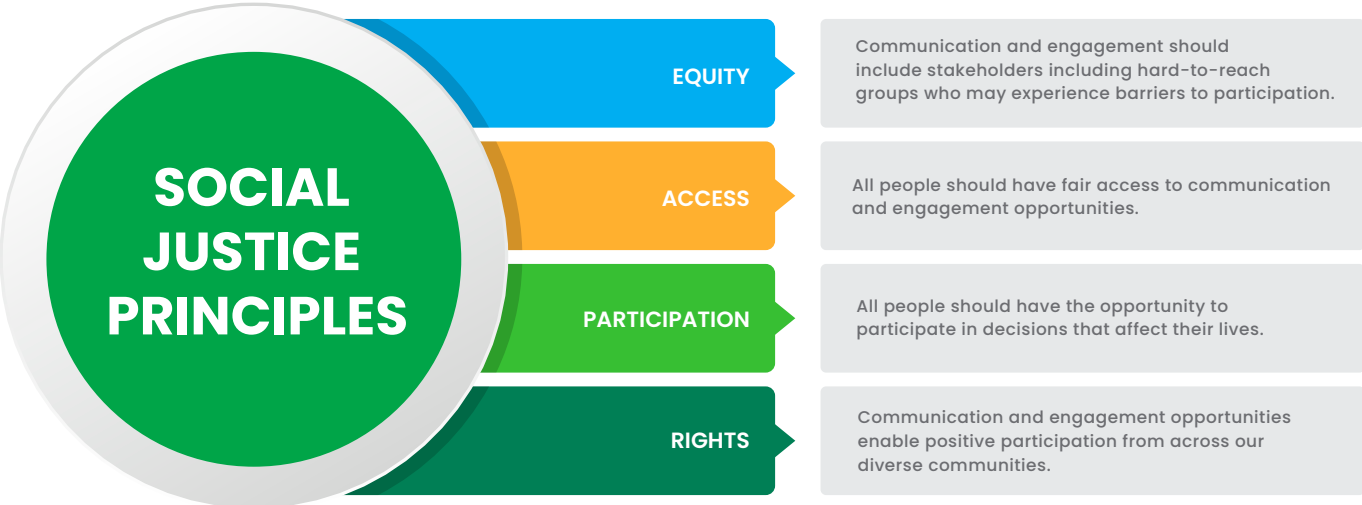 SOCIAL
JUSTICE
PRINCIPLES
EQUITY
Communication and engagement should
include stakeholders including hard-to-reach
groups who may experience barriers to participation.
ACCESS
All people should have fair access to communication
and engagement opportunities.
PARTICIPATION
All people should have the opportunity to
participate in decisions that affect their lives.
RIGHTS
Communication and engagement opportunities
enable positive participation from across our
diverse communities.